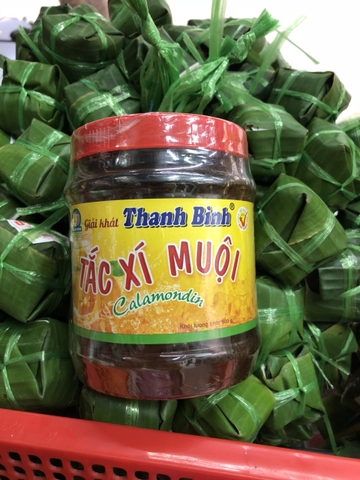 Giải khát Thanh Bình®
TẮC XÍ MUỘI
Calamondin